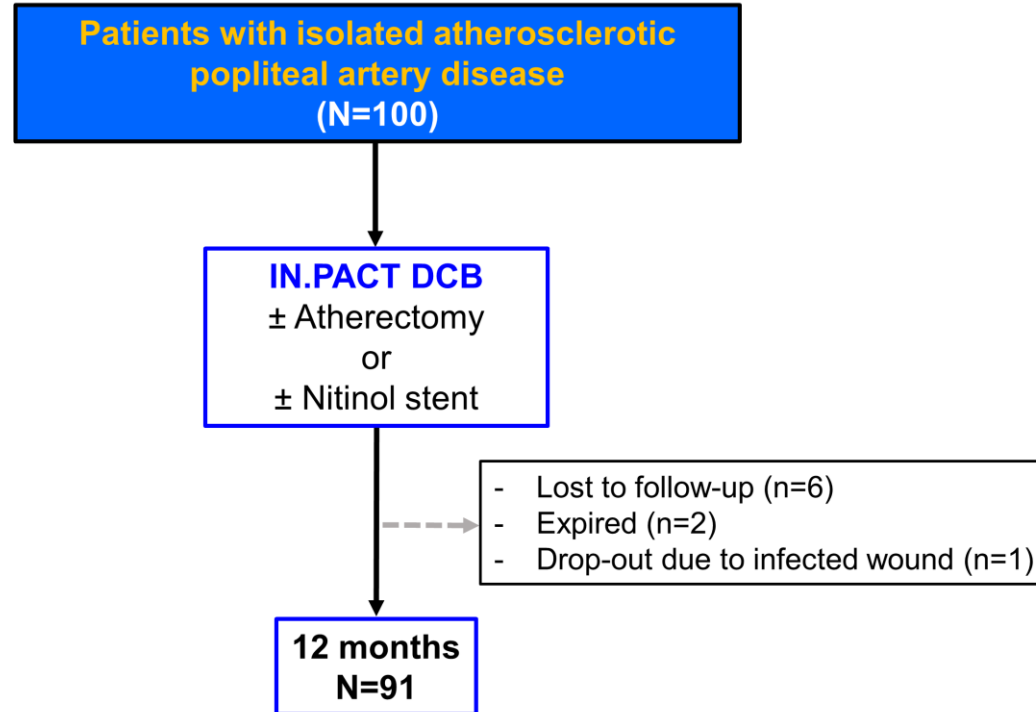 Patients with isolated atherosclerotic
popliteal artery disease
(N=100)
IN.PACT DCB
± Atherectomy
or
± Nitinol stent
- Lost to follow-up (n=6)
- Expired (n=2)
- Drop-out due to infected wound (n=1)
12 months
N=91